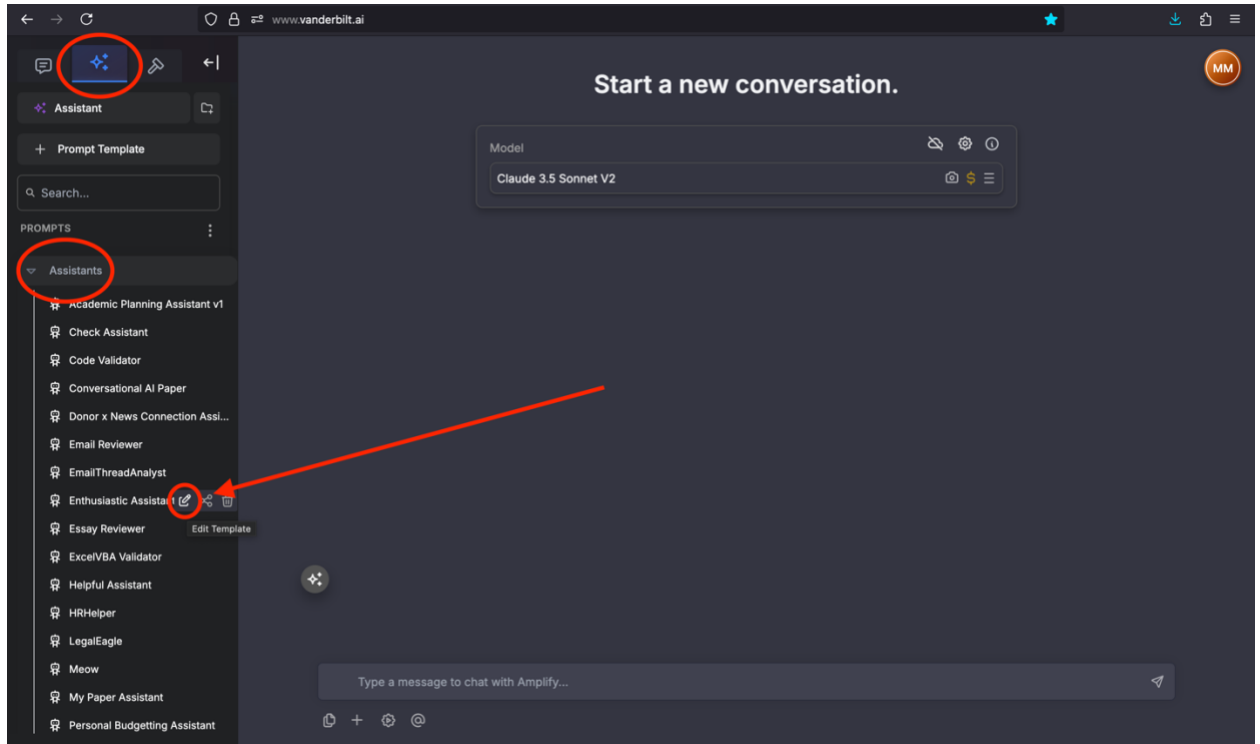 www.vanderbilt.ai
MM
Assistant
Prompt Template
Search...
PROMPTS
Assistants
Academic Planning Assistant v1
Check Assistant
Code Validator
Conversational AI Paper
Donor x News Connection Assi...
Email Reviewer
EmailThreadAnalyst
Enthusiastic Assistant
Edit Template
Essay Reviewer
ExcelVBA Validator
Helpful Assistant
HRHelper
LegalEagle
Meow
My Paper Assistant
Personal Budgetting Assistant
Start a new conversation.
Model
Claude 3.5 Sonnet V2
$
Type a message to chat with Amplify...